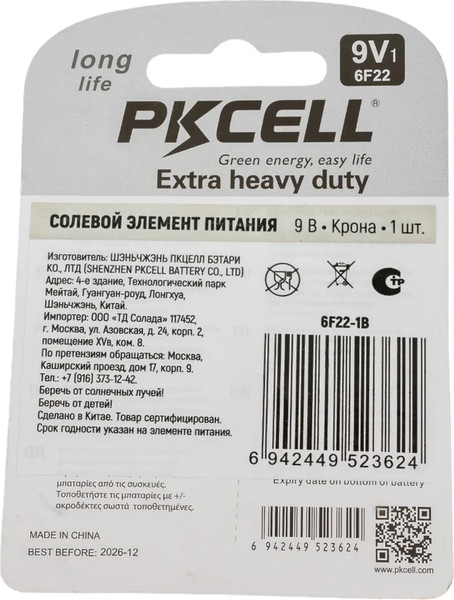 long
life
9V1
6F22
PKCELL®
Green energy, easy life
Extra heavy duty
СОЛЕВОЙ ЭЛЕМЕНТ ПИТАНИЯ 9 В • Крона • 1 шт.
Изготовитель: ШЭНЬЧЖЭНЬ ПКЦЕЛЛ БЭТАРИ
КО., ЛТД (SHENZHEN PKCELL BATTERY CO., LTD)
Адрес: 4-е здание, Технологический парк
Мейтай, Гуангуан-роуд, Лонгхуа,
Шэньчжэнь, Китай.
Импортер: ООО «ТД Солада» 117452,
г. Москва, ул. Азовская, д. 24, корп. 2,
помещение XVв, ком. 8.
По претензиям обращаться: Москва,
Каширский проезд, дом 17, корп. 9.
Тел.: +7 (916) 373-12-42.
Беречь от солнечных лучей!
Беречь от детей!
Сделано в Китае. Товар сертифицирован.
Срок годности указан на элементе питания.
СТР
6F22-1B
6 942449 523624
μπαταρίες από τις συσκευές.
Τοποθετήστε τις μπαταρίες με +/-
ακροδέκτες σωστά τοποθετημένες.
Expiry date on bottom of battery
MADE IN CHINA
BEST BEFORE: 2026-12
6 942449 523624
www.pkcell.com